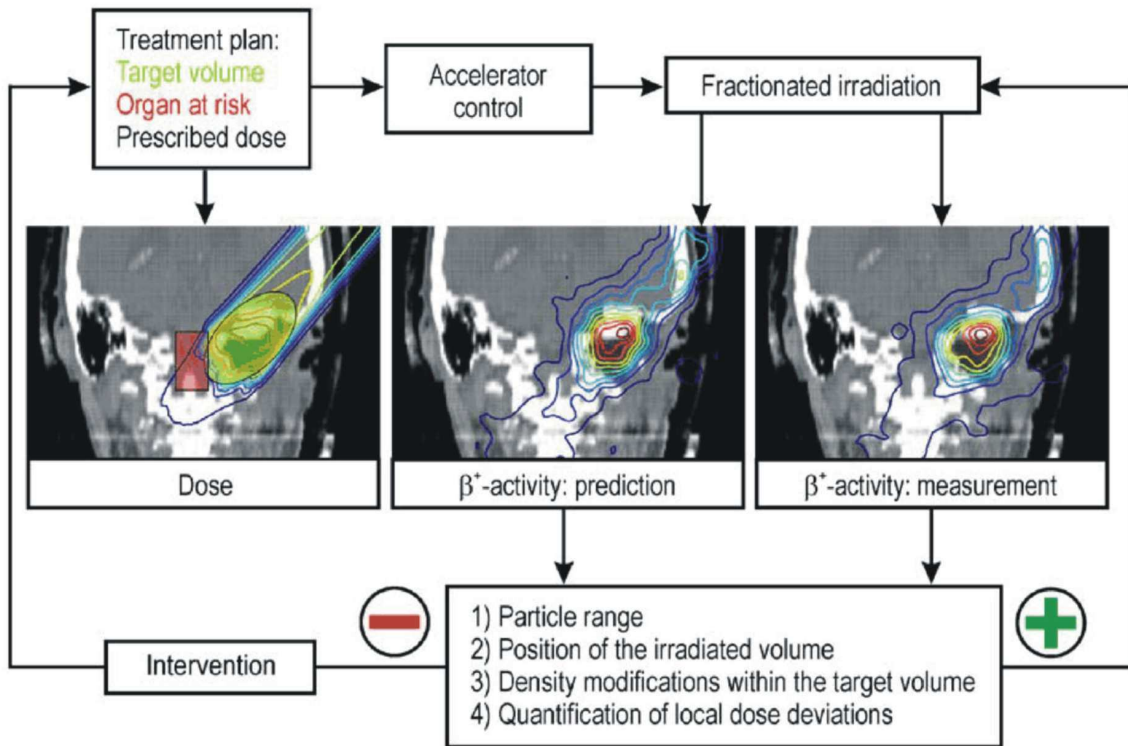 Treatment plan:
Target volume
Organ at risk
Prescribed dose
Accelerator
control
Fractionated irradiation
Dose
β⁺-activity: prediction
β⁺-activity: measurement
1) Particle range
2) Position of the irradiated volume
3) Density modifications within the target volume
4) Quantification of local dose deviations
Intervention